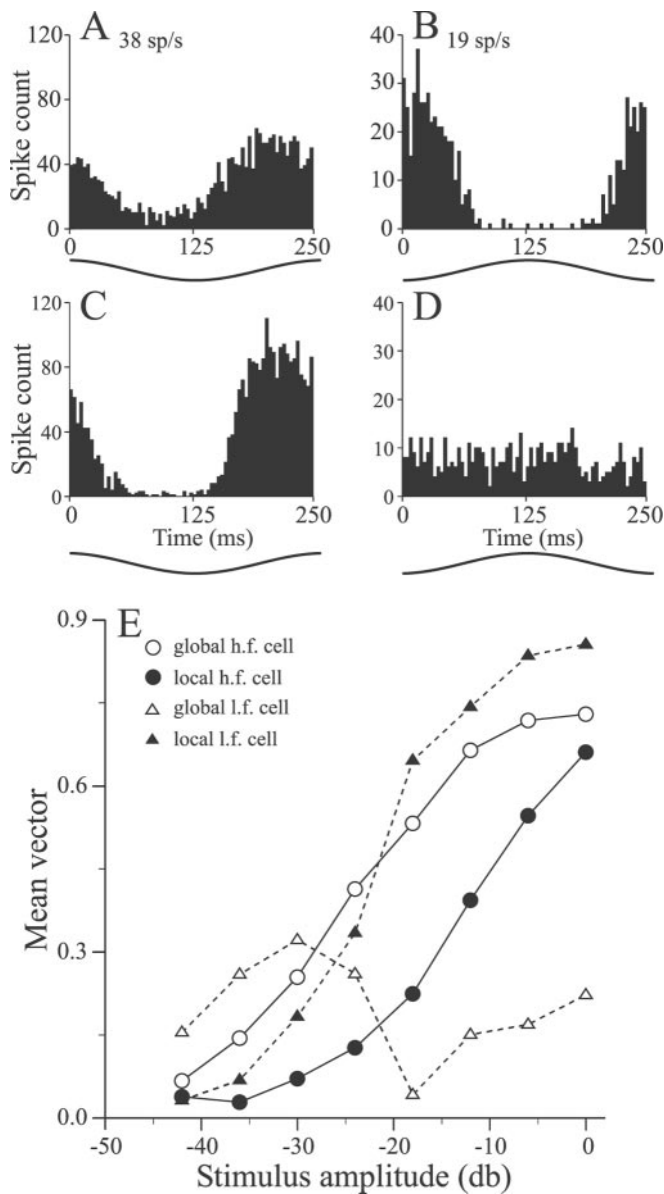 A 38 sp/s
120
80
40
0
Spike count
0 125 250
B 19 sp/s
40
30
20
10
0
0 125 250
C
120
80
40
0
Spike count
0 125 250
Time (ms)
D
40
30
20
10
0
0 125 250
Time (ms)
E
global h.f. cell
local h.f. cell
global l.f. cell
local l.f. cell
0.9
0.6
0.3
0.0
Mean vector
-50 -40 -30 -20 -10 0
Stimulus amplitude (db)